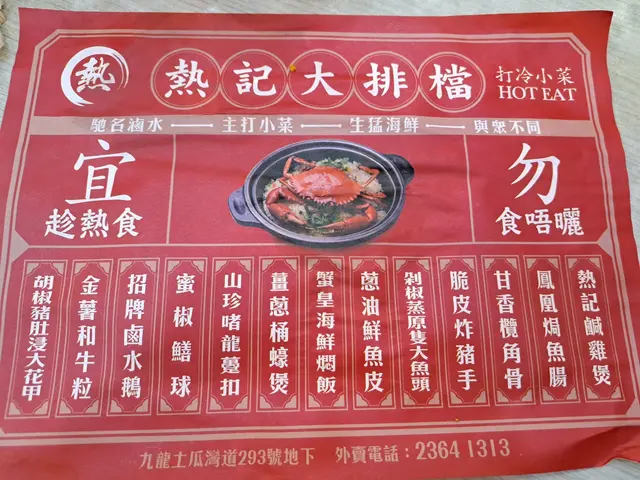 熱
熱記大排檔
打冷小菜
HOT EAT
馳名滷水 — 主打小菜 — 生猛海鮮 — 與眾不同
宜
趁熱食
勿
食唔曬
熱記鹹雞煲
鳳凰焗魚腸
甘香欖角骨
脆皮炸豬手
剁椒蒸原隻大魚頭
蔥油鮮魚皮
蟹皇海鮮燜飯
薑蔥桶蠔煲
山珍啫龍躉扣
蜜椒鱔球
招牌鹵水鵝
金薯和牛粒
胡椒豬肚浸大花甲
九龍土瓜灣道293號地下 外賣電話：2364 1313